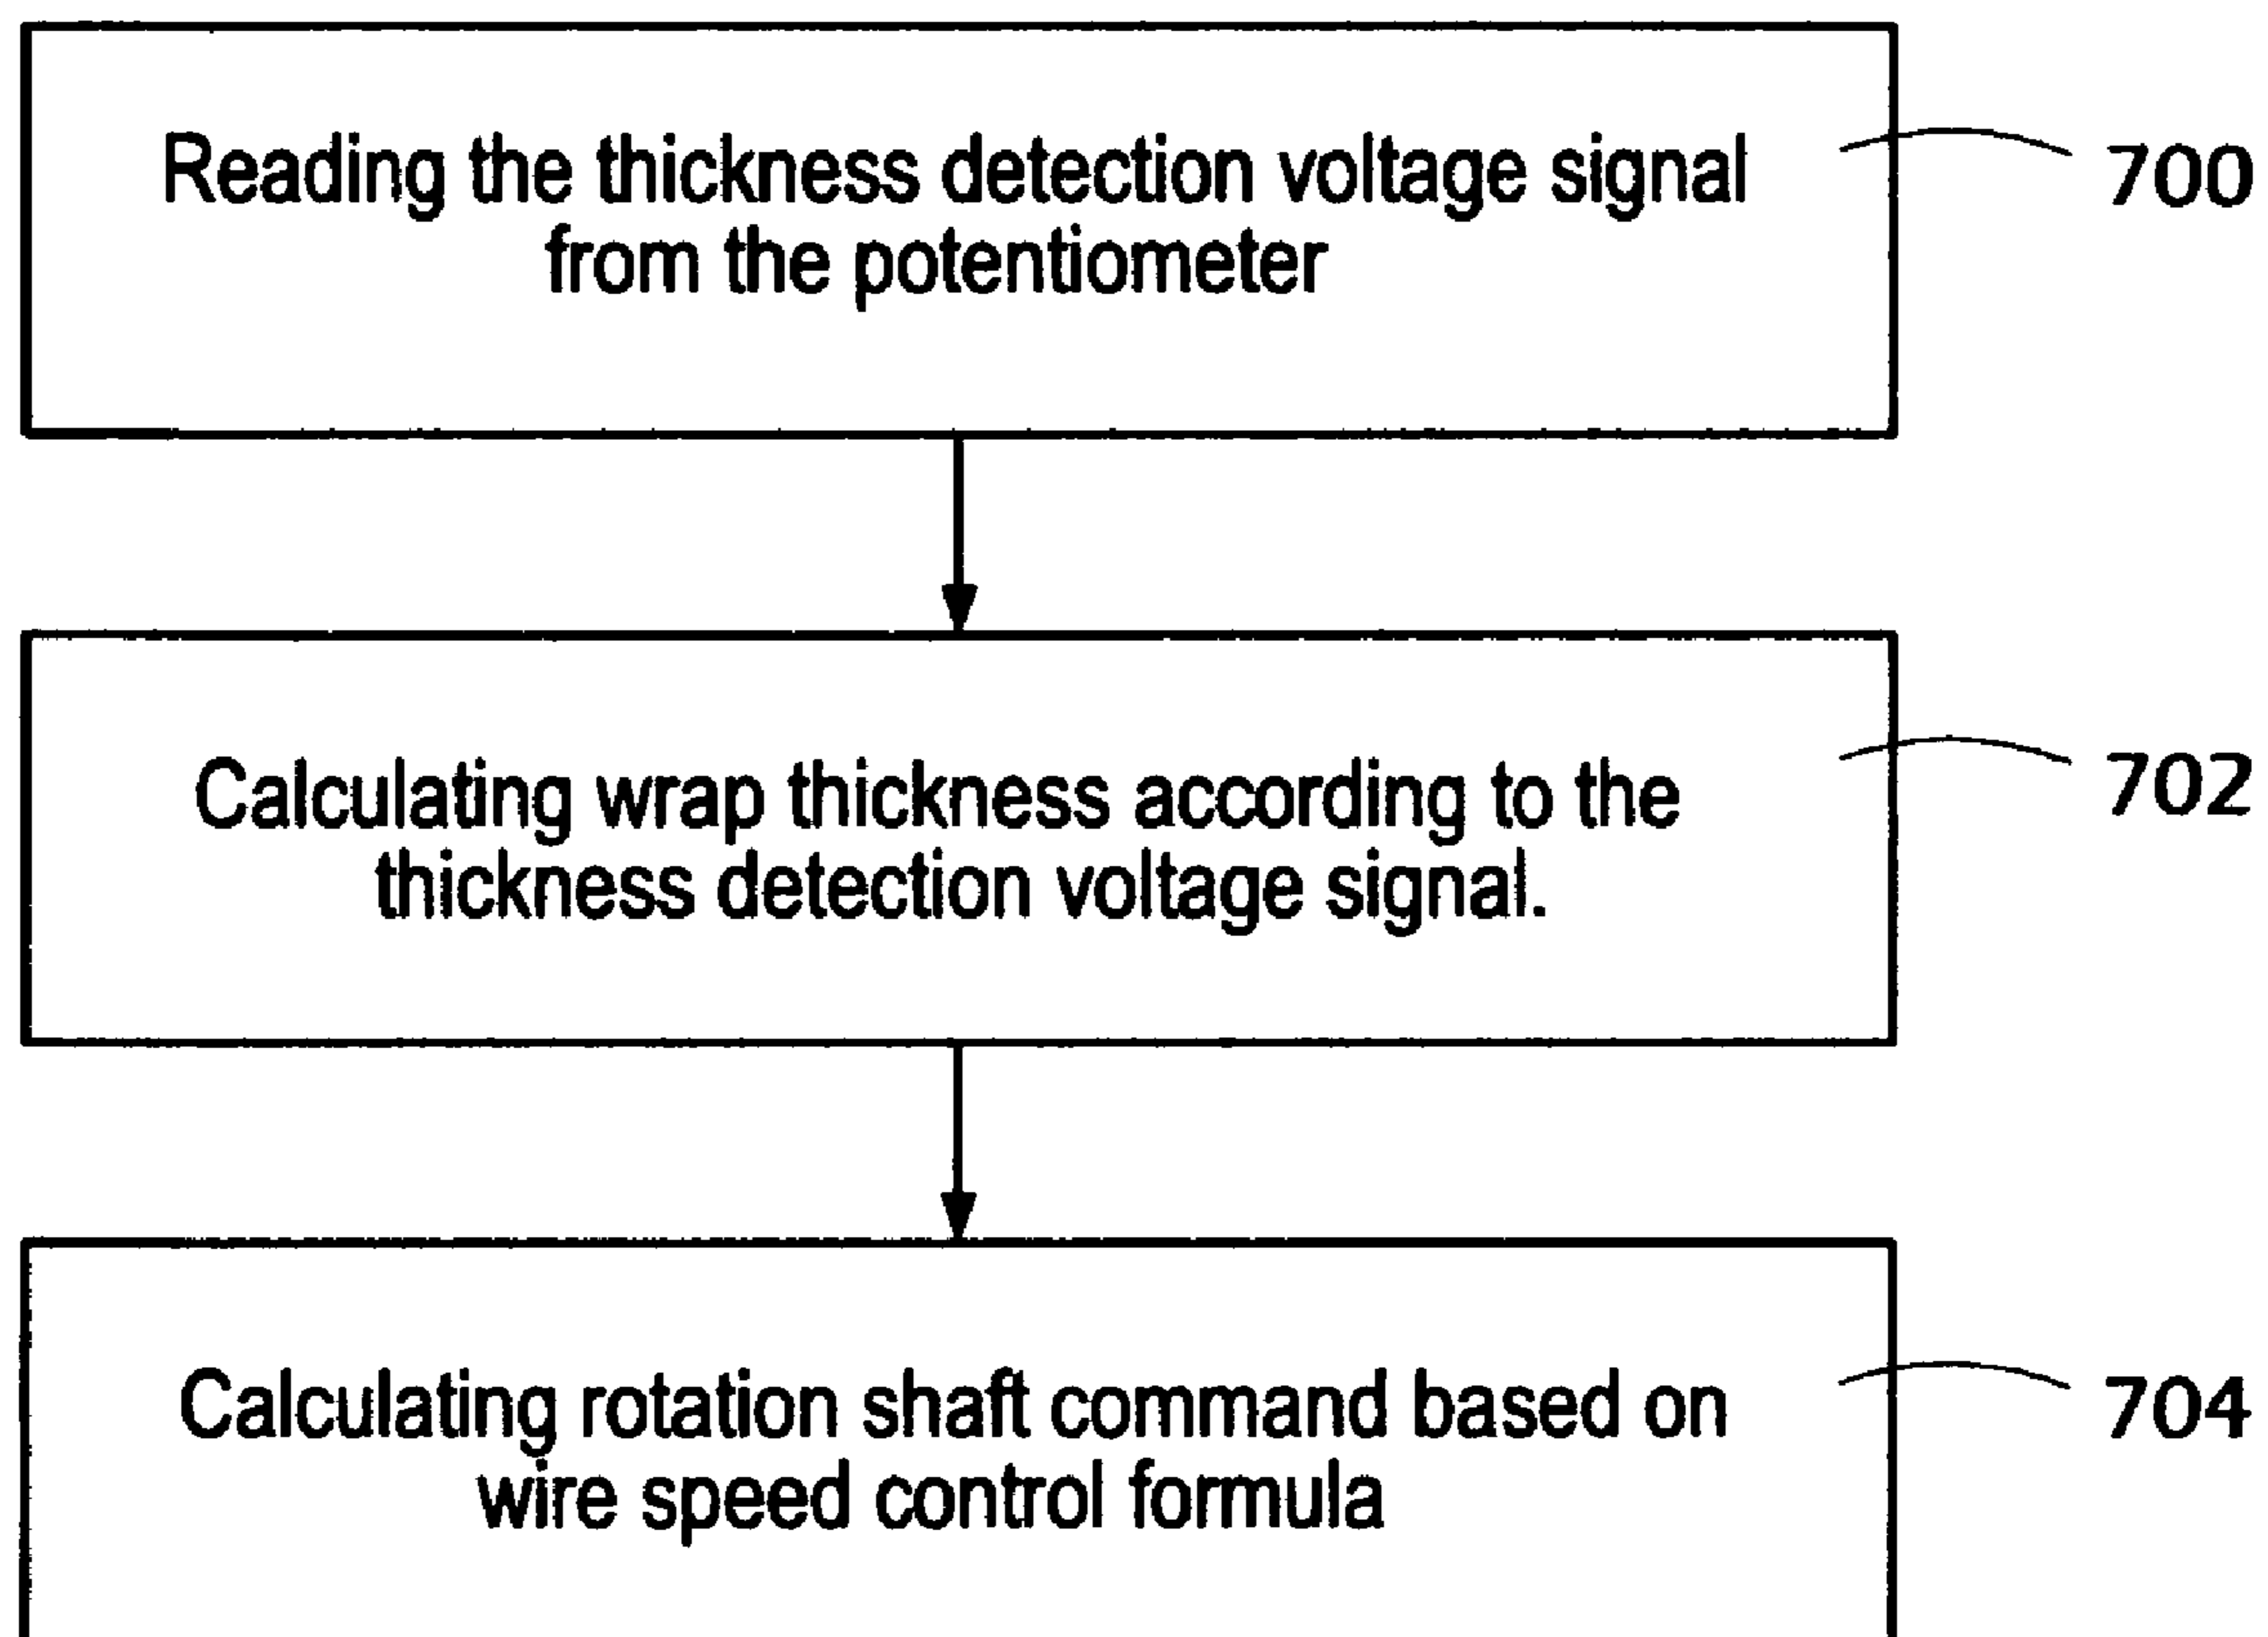 Reading the thickness detection voltage signal
from the potentiometer
700
Calculating wrap thickness according to the
thickness detection voltage signal.
702
Calculating rotation shaft command based on
wire speed control formula
704